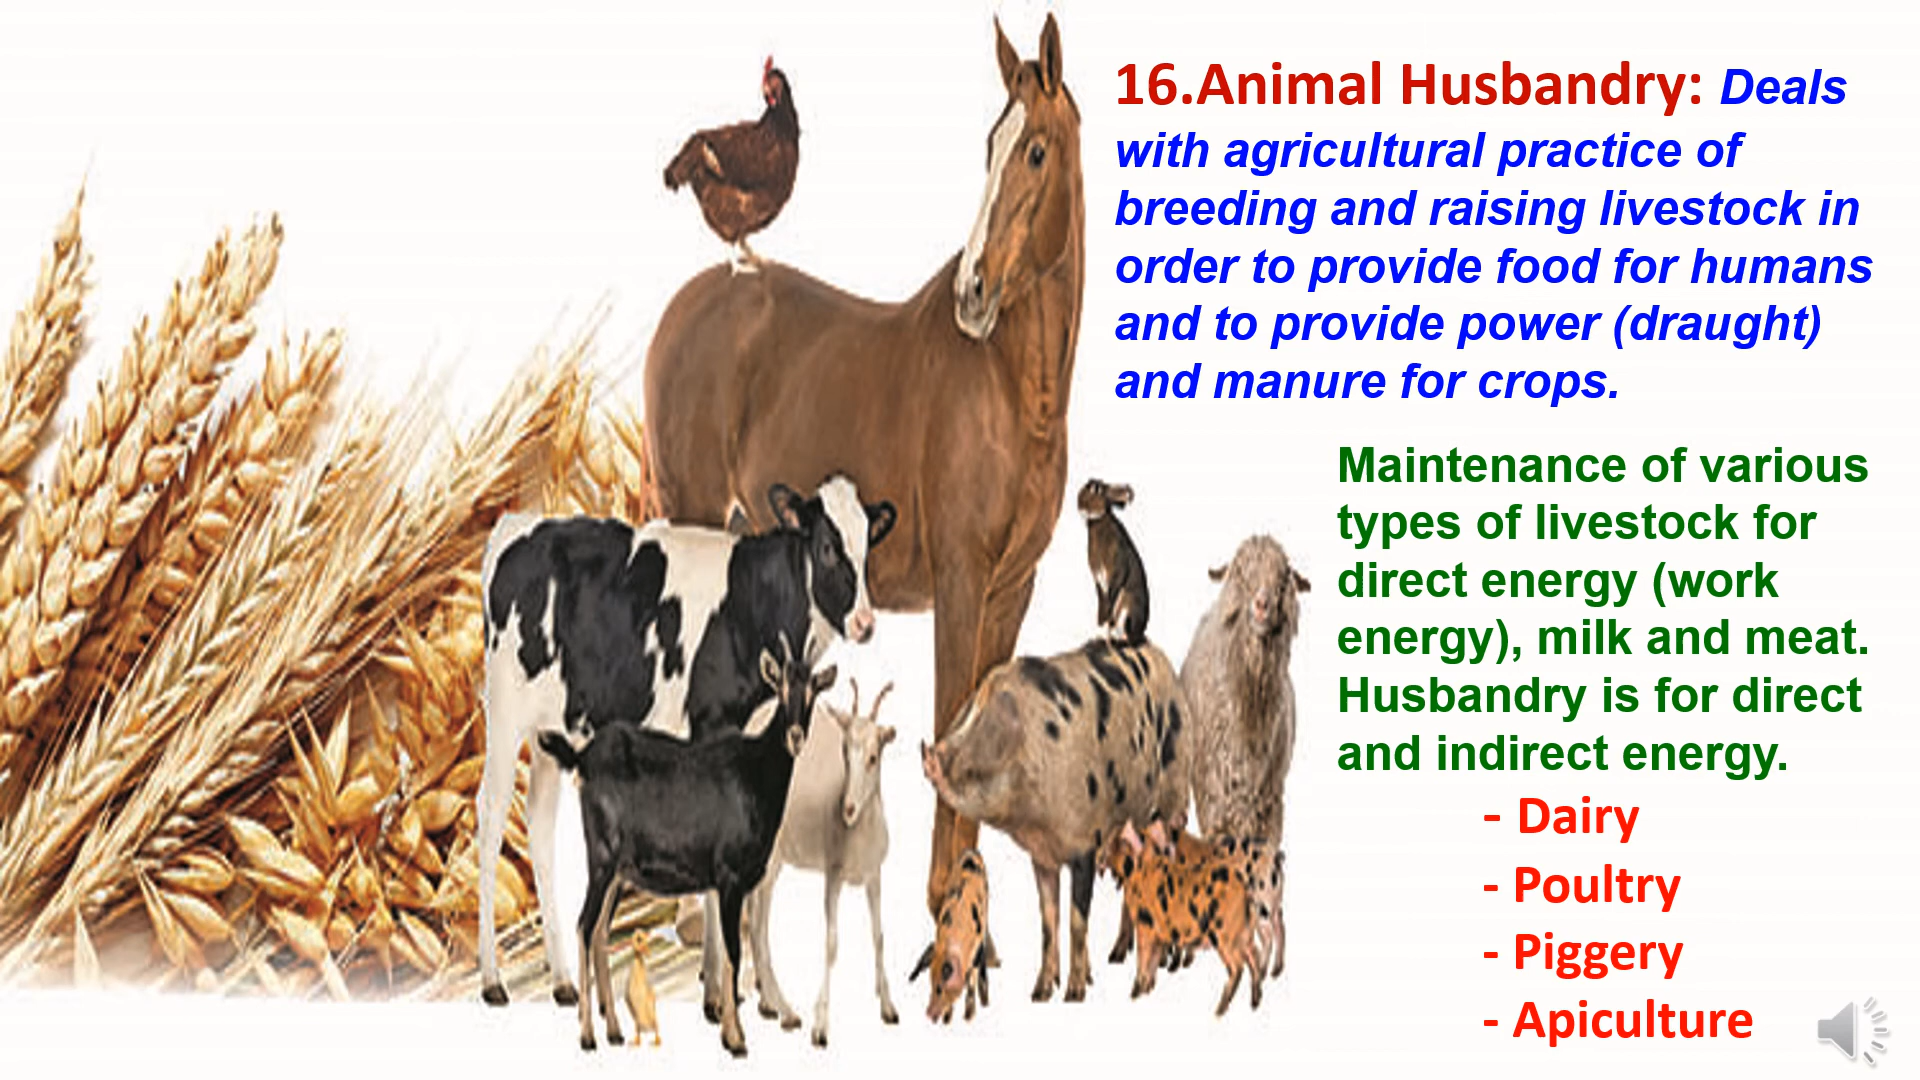 16.Animal Husbandry: Deals
with agricultural practice of
breeding and raising livestock in
order to provide food for humans
and to provide power (draught)
and manure for crops.
Maintenance of various
types of livestock for
direct energy (work
energy), milk and meat.
Husbandry is for direct
and indirect energy.
- Dairy
- Poultry
- Piggery
- Apiculture